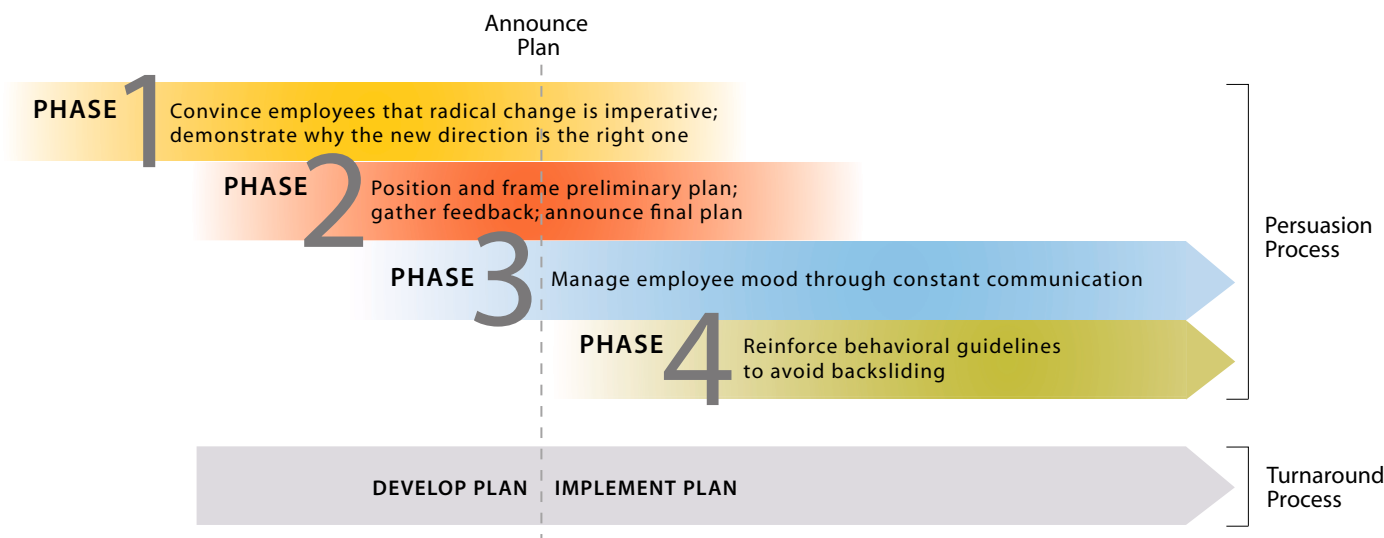 Announce
Plan
PHASE 1
Convince employees that radical change is imperative;
demonstrate why the new direction is the right one
PHASE 2
Position and frame preliminary plan;
gather feedback; announce final plan
PHASE 3
Manage employee mood through constant communication
PHASE 4
Reinforce behavioral guidelines
to avoid backsliding
Persuasion
Process
DEVELOP PLAN
IMPLEMENT PLAN
Turnaround
Process